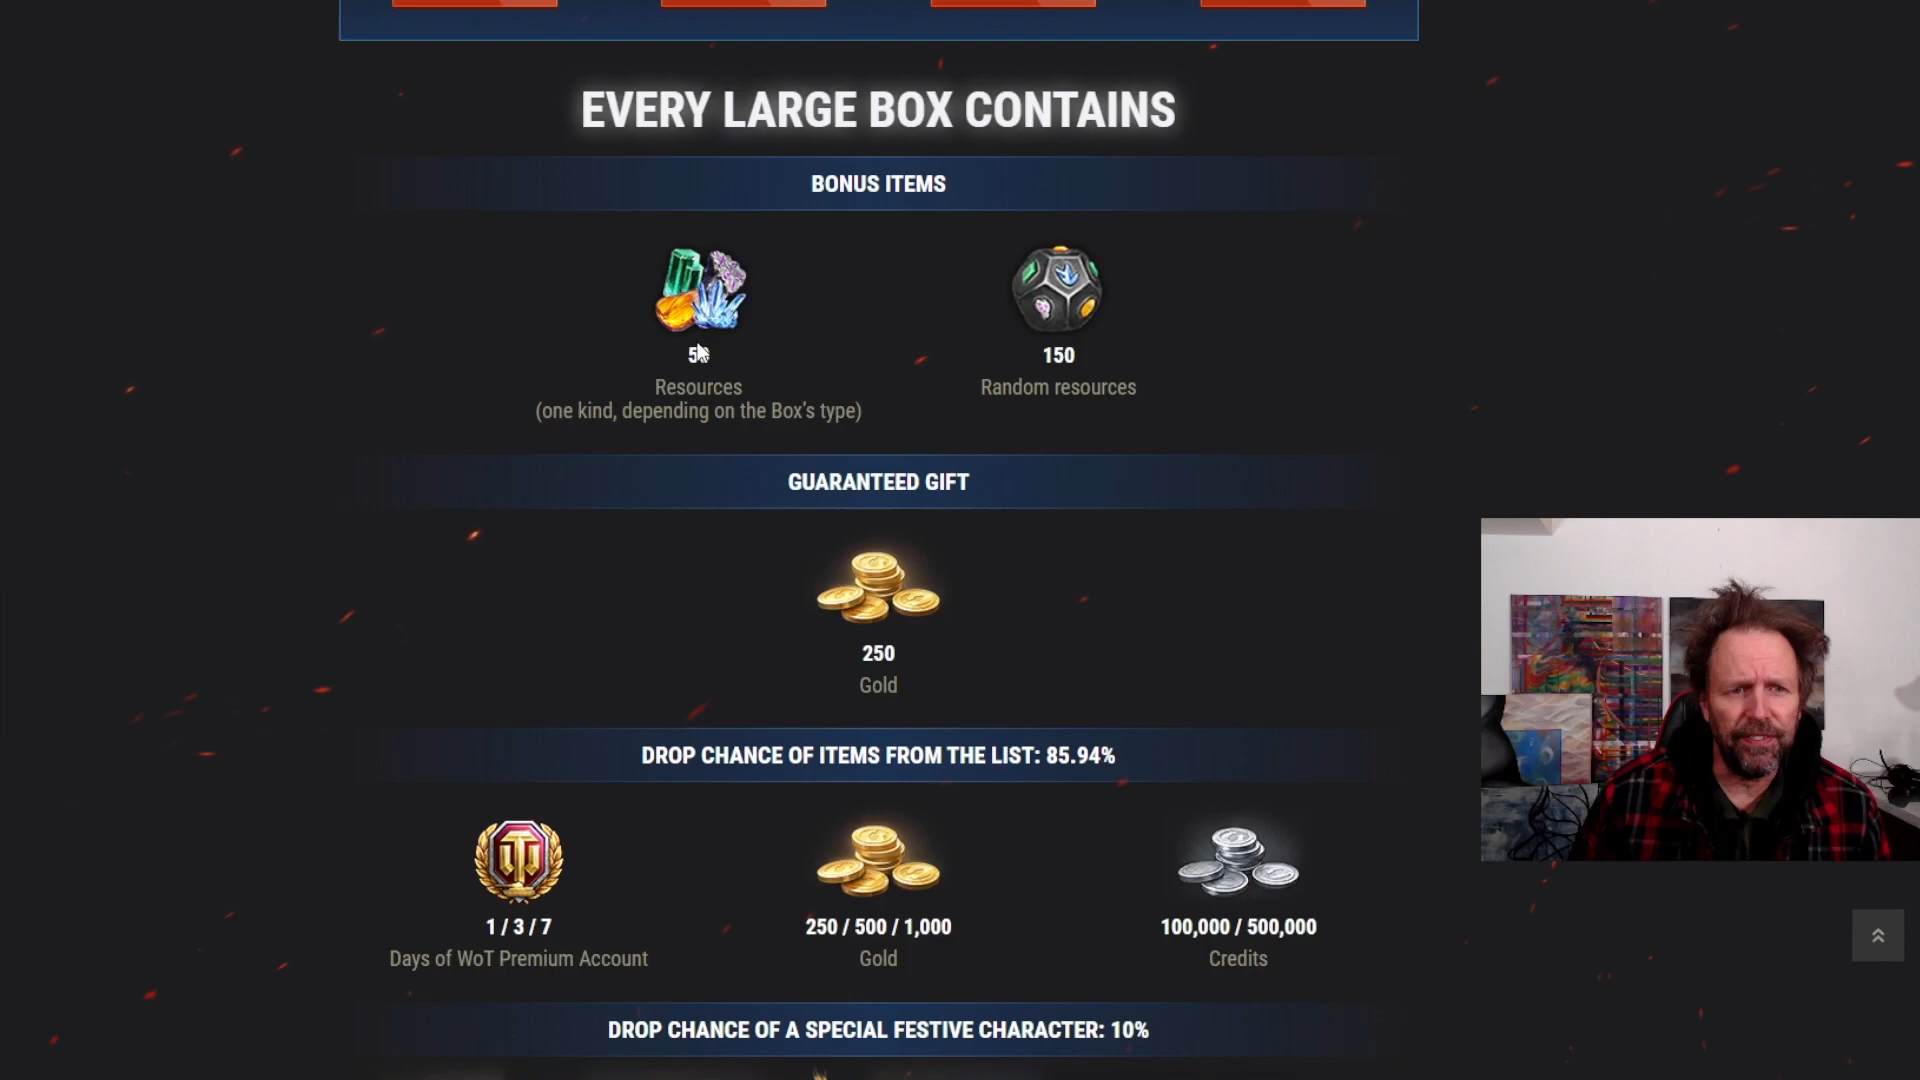 EVERY LARGE BOX CONTAINS
BONUS ITEMS
150
Resources
(one kind, depending on the Box's type)
Random resources
GUARANTEED GIFT
250
Gold
DROP CHANCE OF ITEMS FROM THE LIST: 85.94%
1 / 3 / 7
Days of WoT Premium Account
250 / 500 / 1,000
Gold
100,000 / 500,000
Credits
DROP CHANCE OF A SPECIAL FESTIVE CHARACTER: 10%